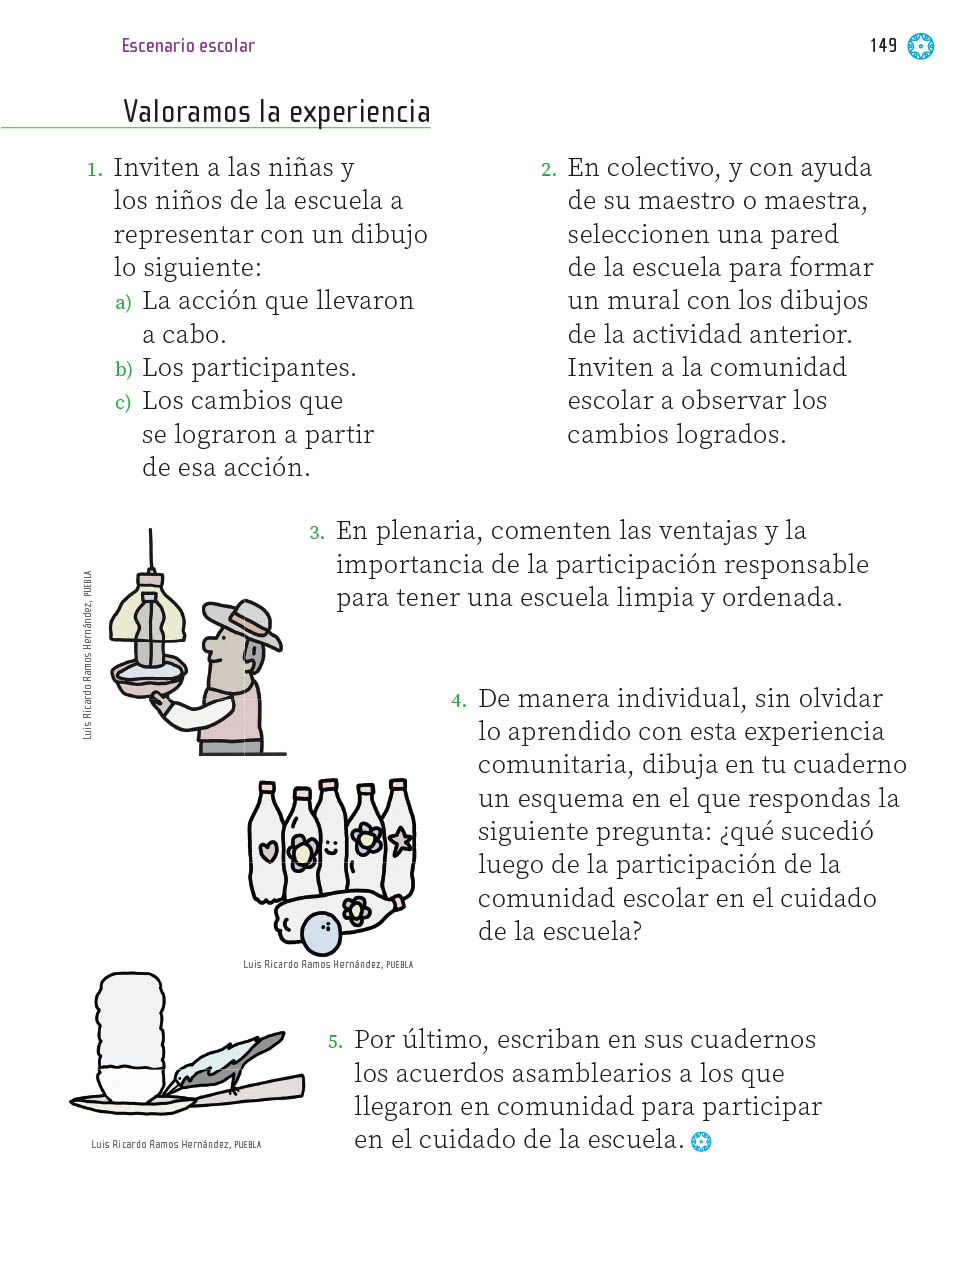 Escenario escolar
149
Valoramos la experiencia
1. Inviten a las niñas y
los niños de la escuela a
representar con un dibujo
lo siguiente:
a) La acción que llevaron
a cabo.
b) Los participantes.
c) Los cambios que
se lograron a partir
de esa acción.
2. En colectivo, y con ayuda
de su maestro o maestra,
seleccionen una pared
de la escuela para formar
un mural con los dibujos
de la actividad anterior.
Inviten a la comunidad
escolar a observar los
cambios logrados.
3. En plenaria, comenten las ventajas y la
importancia de la participación responsable
para tener una escuela limpia y ordenada.
Luis Ricardo Ramos Hernández, PUEBLA
4. De manera individual, sin olvidar
lo aprendido con esta experiencia
comunitaria, dibuja en tu cuaderno
un esquema en el que respondas la
siguiente pregunta: ¿qué sucedió
luego de la participación de la
comunidad escolar en el cuidado
de la escuela?
Luis Ricardo Ramos Hernández, PUEBLA
5. Por último, escriban en sus cuadernos
los acuerdos asamblearios a los que
llegaron en comunidad para participar
en el cuidado de la escuela.
Luis Ricardo Ramos Hernández, PUEBLA